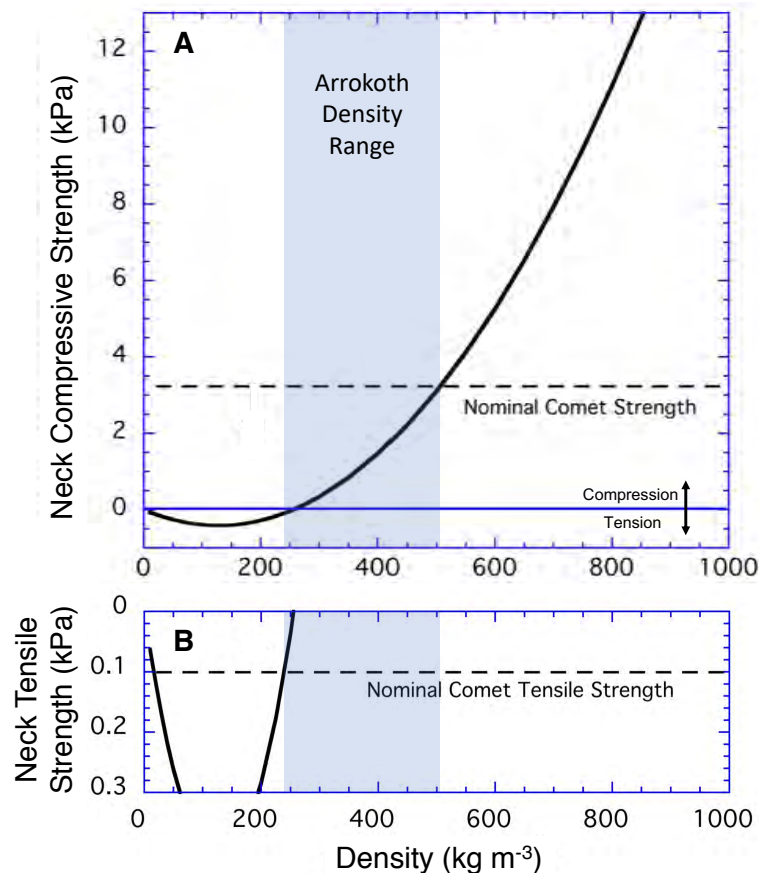 A
Arrokoth
Density
Range
Neck Compressive Strength (kPa)
12
10
8
6
4
2
0
Nominal Comet Strength
Compression
Tension
0 200 400 600 800 1000
B
Neck Tensile
Strength (kPa)
0
0.1
0.2
0.3
Nominal Comet Tensile Strength
0 200 400 600 800 1000
Density (kg m-3)